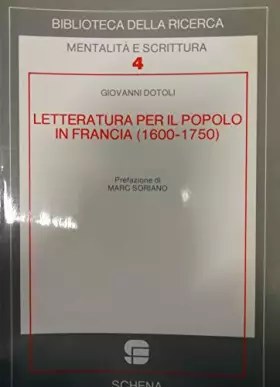 BIBLIOTECA DELLA RICERCA
MENTALITÀ E SCRITTURA
4
GIOVANNI DOTOLI
LETTERATURA PER IL POPOLO
IN FRANCIA (1600-1750)
Prefazione di
MARC SORIANO
SCHENA